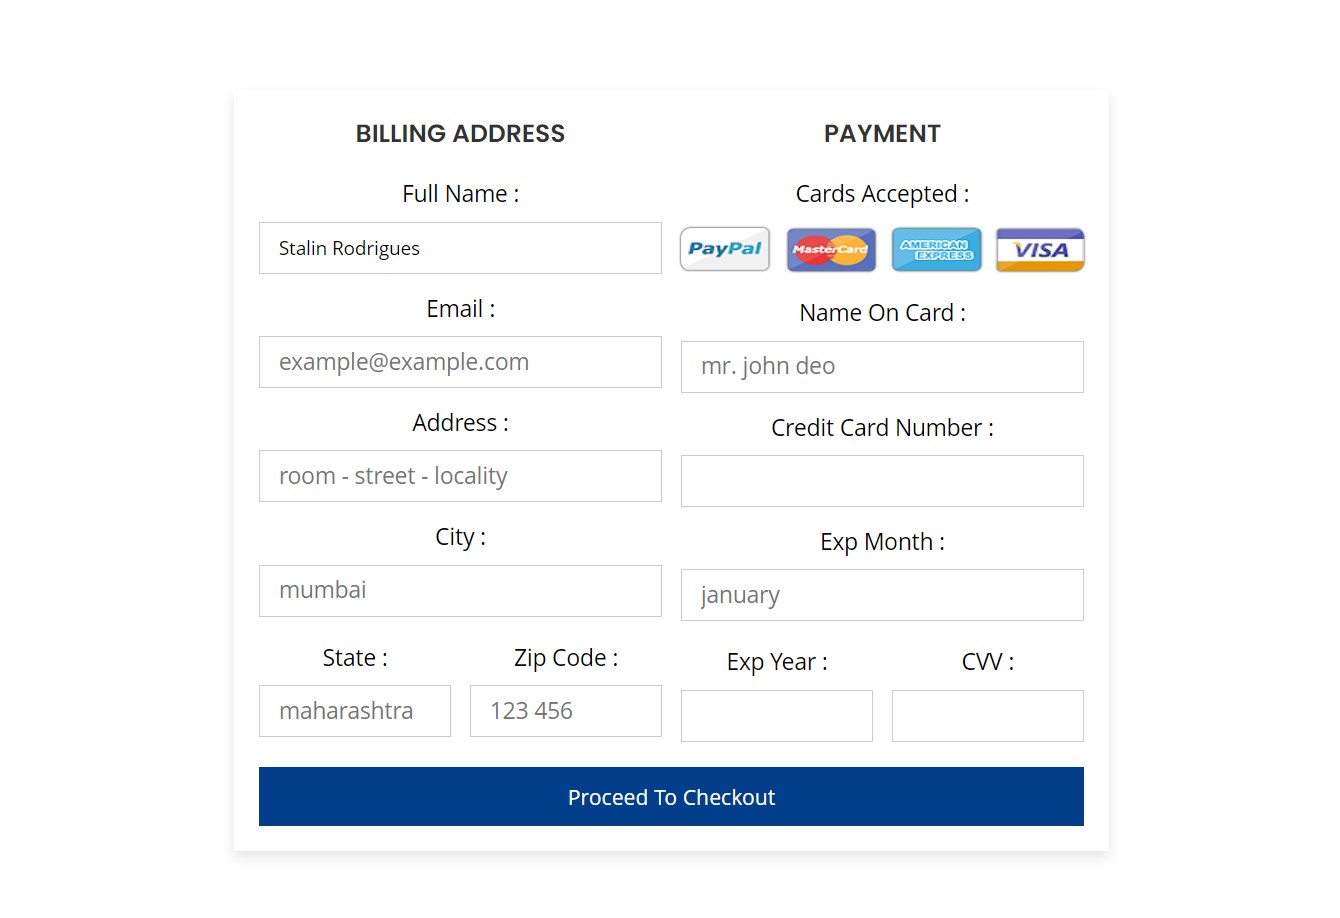 BILLING ADDRESS
Full Name :
Stalin Rodrigues
Email :
example@example.com
Address :
room - street - locality
City :
mumbai
State :
maharashtra
Zip Code :
123 456
PAYMENT
Cards Accepted :
PayPal
MasterCard
AMERICAN
EXPRESS
VISA
Name On Card :
mr. john deo
Credit Card Number :
Exp Month :
january
Exp Year :
CVV :
Proceed To Checkout